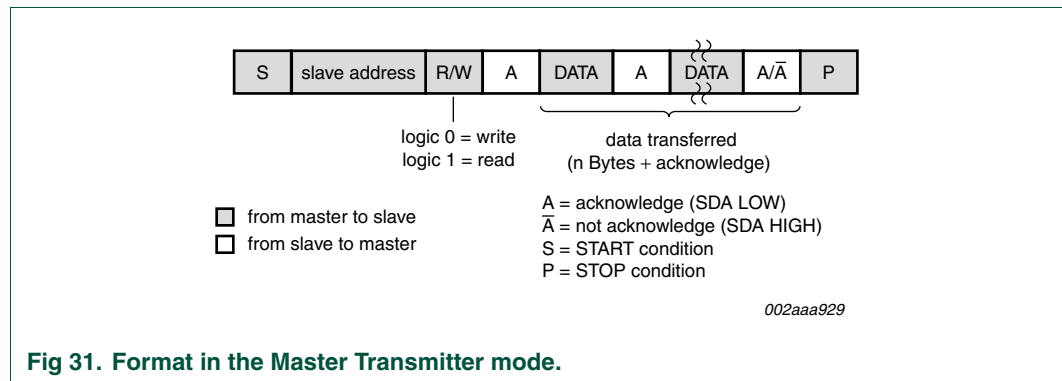 S slave address R/W A DATA A DATA A/A̅ P
logic 0 = write
logic 1 = read
data transferred
(n Bytes + acknowledge)
from master to slave
from slave to master
A = acknowledge (SDA LOW)
A̅ = not acknowledge (SDA HIGH)
S = START condition
P = STOP condition
002aaa929
Fig 31. Format in the Master Transmitter mode.